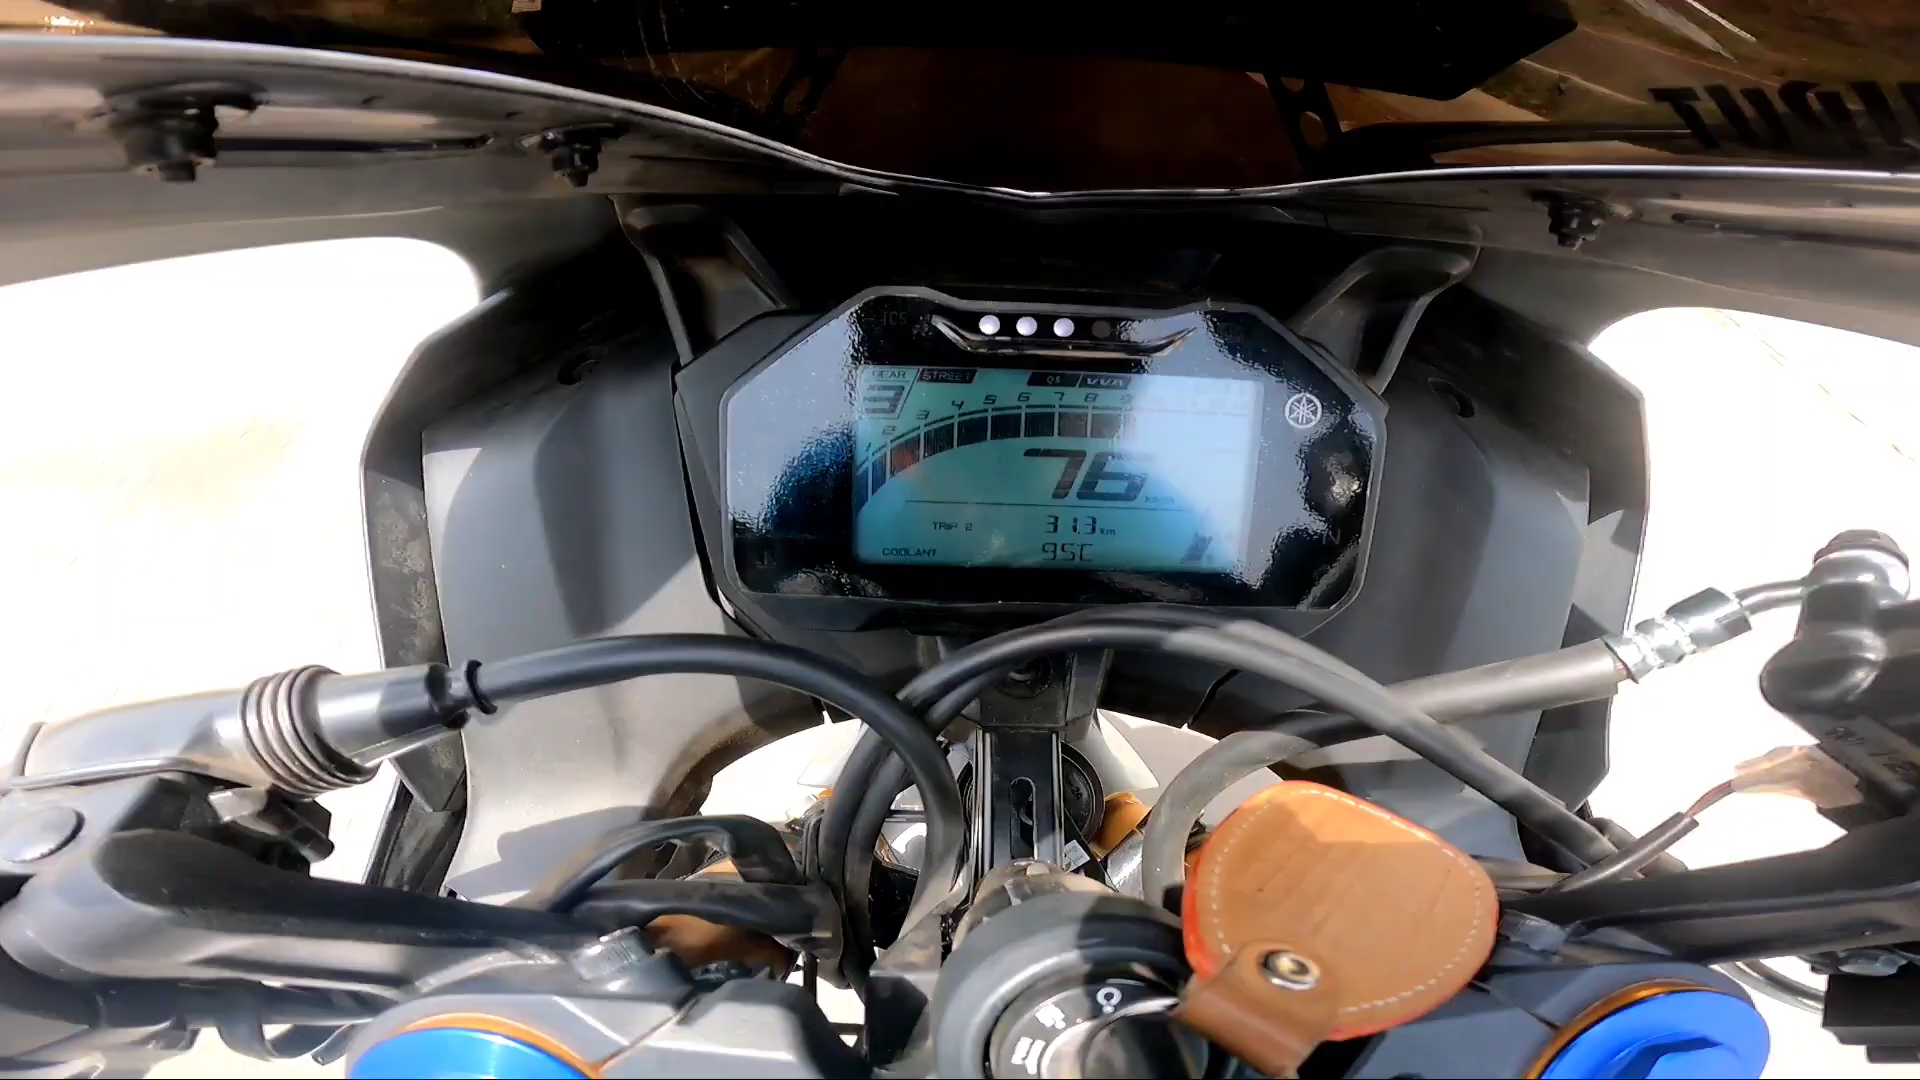 TCS
GEAR STREET QS VVA
3
1 2 3 4 5 6 7 8 9
76 km/h
TRIP 2 31.3 km
COOLANT 95C
N